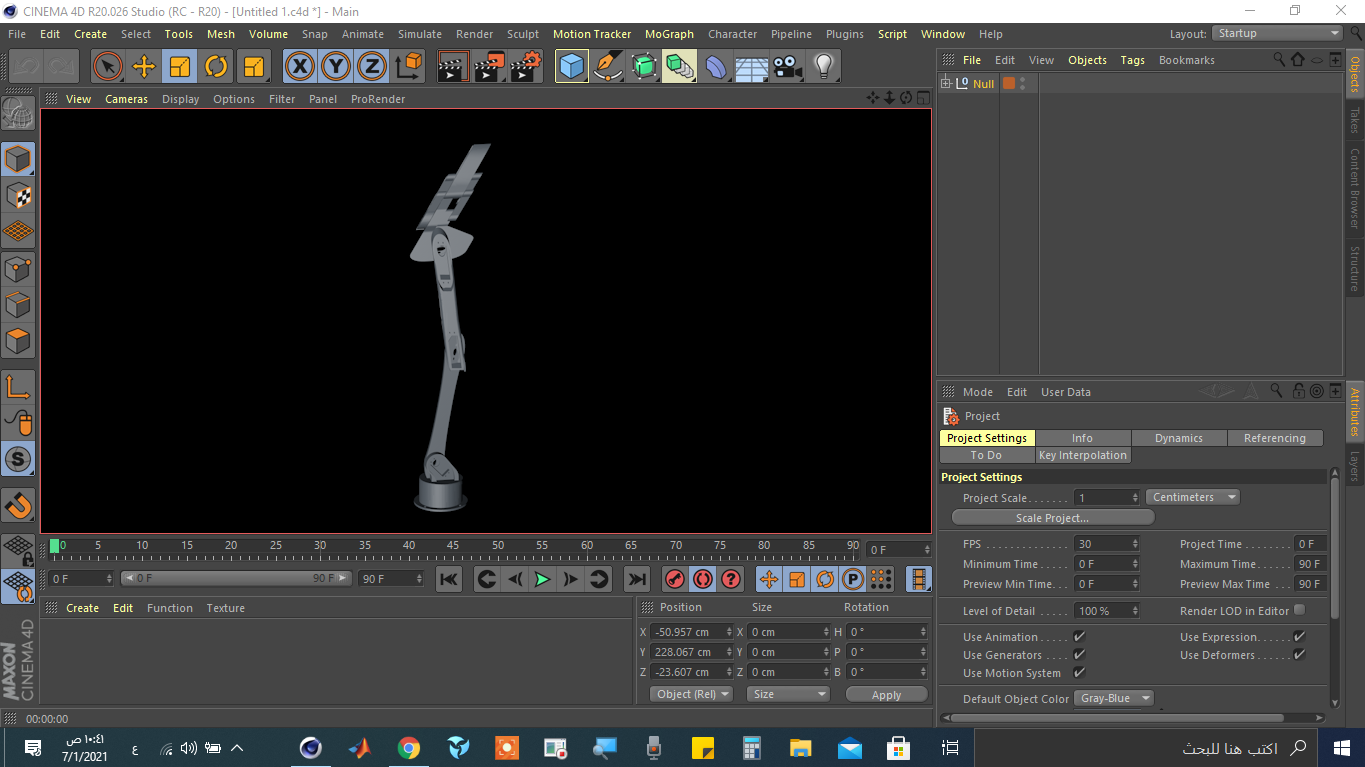 CINEMA 4D R20.026 Studio (RC - R20) - [Untitled 1.c4d *] - Main
File Edit Create Select Tools Mesh Volume Snap Animate Simulate Render Sculpt Motion Tracker MoGraph Character Pipeline Plugins Script Window Help Layout: Startup
X Y Z
File Edit View Objects Tags Bookmarks
View Cameras Display Options Filter Panel ProRender
Null
Objects
Takes
Content Browser
Structure
Mode Edit User Data
Project
Attributes
Layers
Project Settings Info Dynamics Referencing
To Do Key Interpolation
Project Settings
Project Scale 1 Centimeters
Scale Project...
FPS 30 Project Time 0 F
Minimum Time 0 F Maximum Time 90 F
Preview Min Time 0 F Preview Max Time 90 F
Level of Detail 100 % Render LOD in Editor
Use Animation Use Expression
Use Generators Use Deformers
Use Motion System
Default Object Color Gray-Blue
0 5 10 15 20 25 30 35 40 45 50 55 60 65 70 75 80 85 90 0 F
0 F 0 F 90 F 90 F
P
S
Create Edit Function Texture
Position Size Rotation
X -50.957 cm X 0 cm H 0 °
Y 228.067 cm Y 0 cm P 0 °
Z -23.607 cm Z 0 cm B 0 °
Object (Rel) Size Apply
MAXON
CINEMA 4D
00:00:00
١٠:٤١ ص
7/1/2021
ع
اكتب هنا للبحث